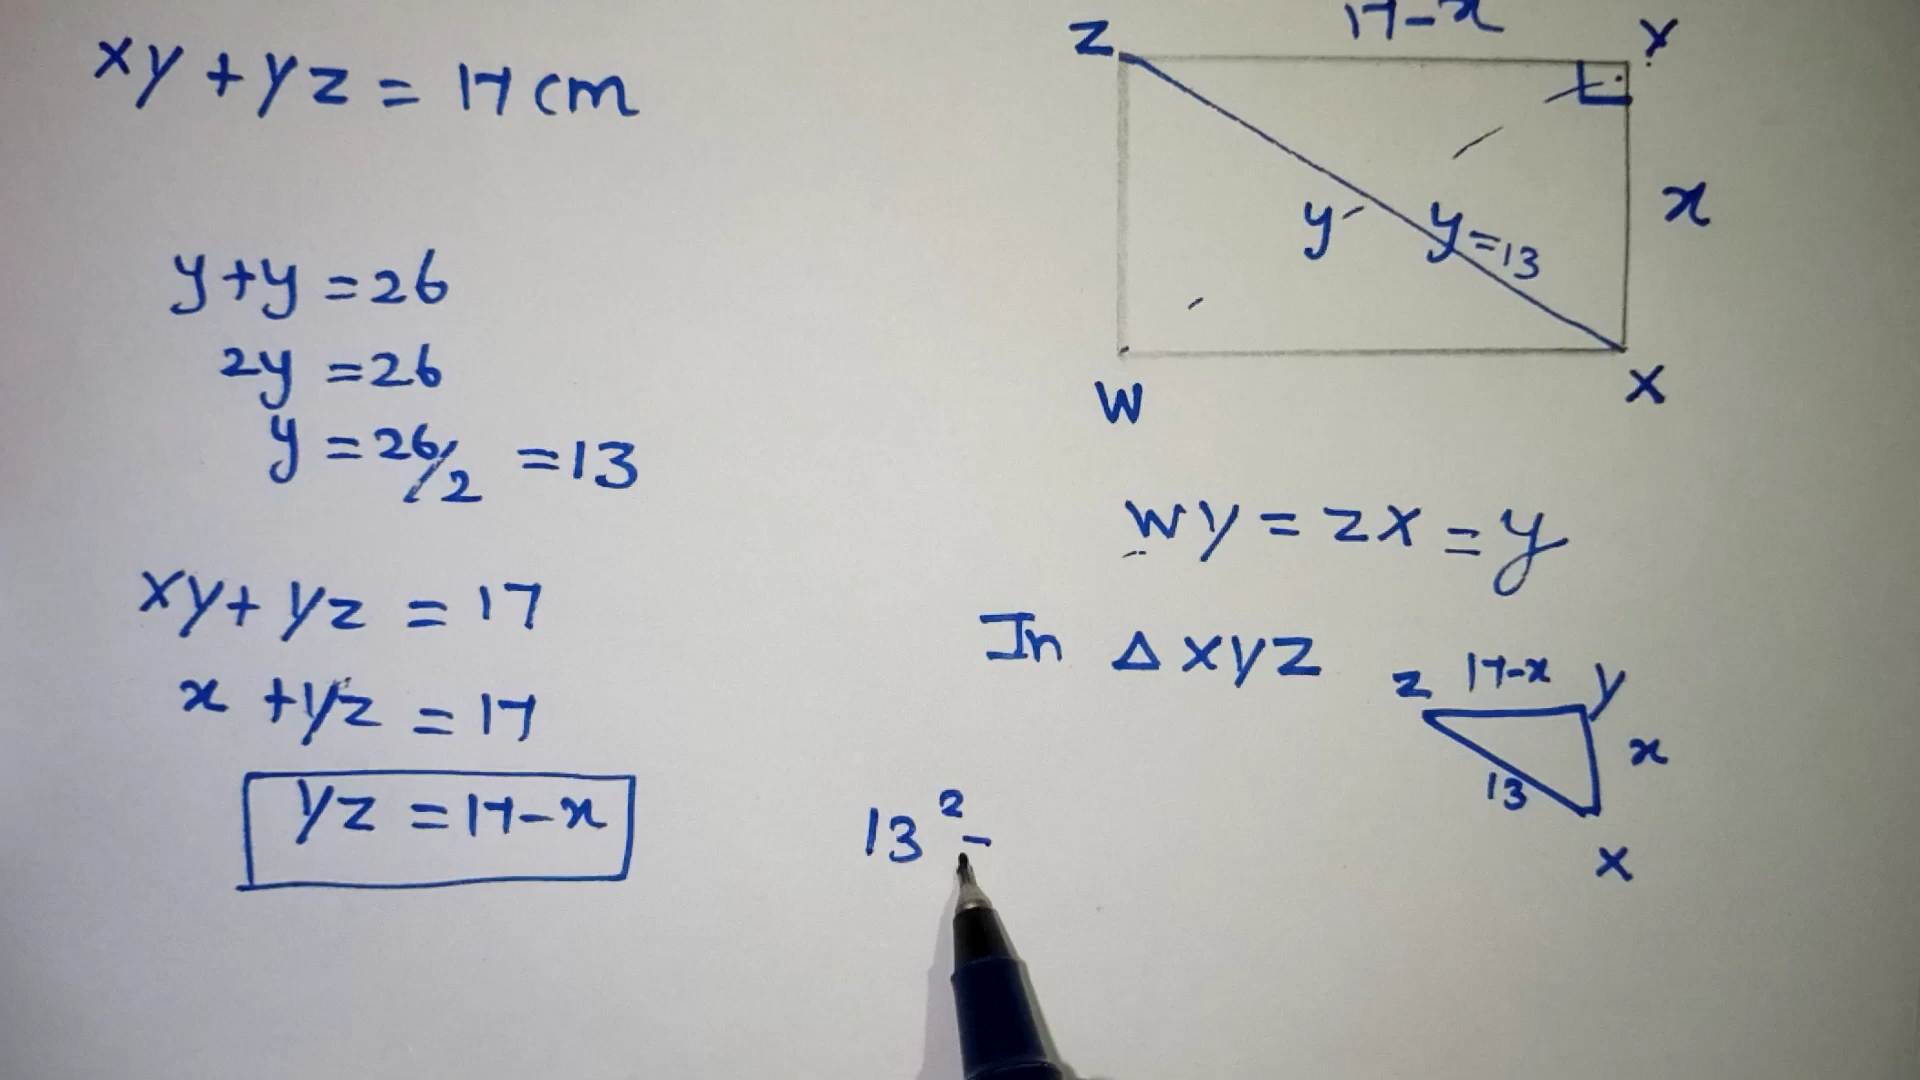 xy + yz = 17 cm
y + y = 26
2y = 26
y = 26/2 = 13
xy + yz = 17
x + yz = 17
yz = 17-x
17-x
Z
Y
x
y
y=13
W
X
wy = zx = y
In Δ xyz
z
17-x
y
x
13
x
13² -